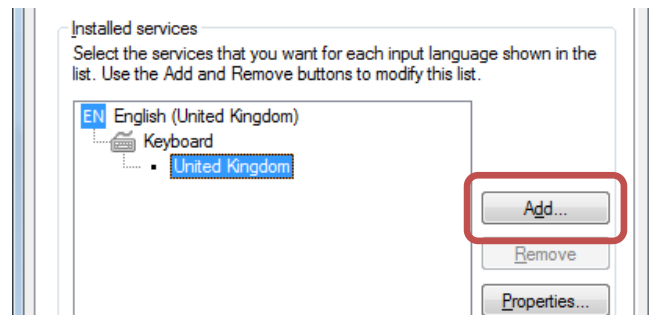 Installed services
Select the services that you want for each input language shown in the
list. Use the Add and Remove buttons to modify this list.
EN English (United Kingdom)
Keyboard
United Kingdom
Add...
Remove
Properties...